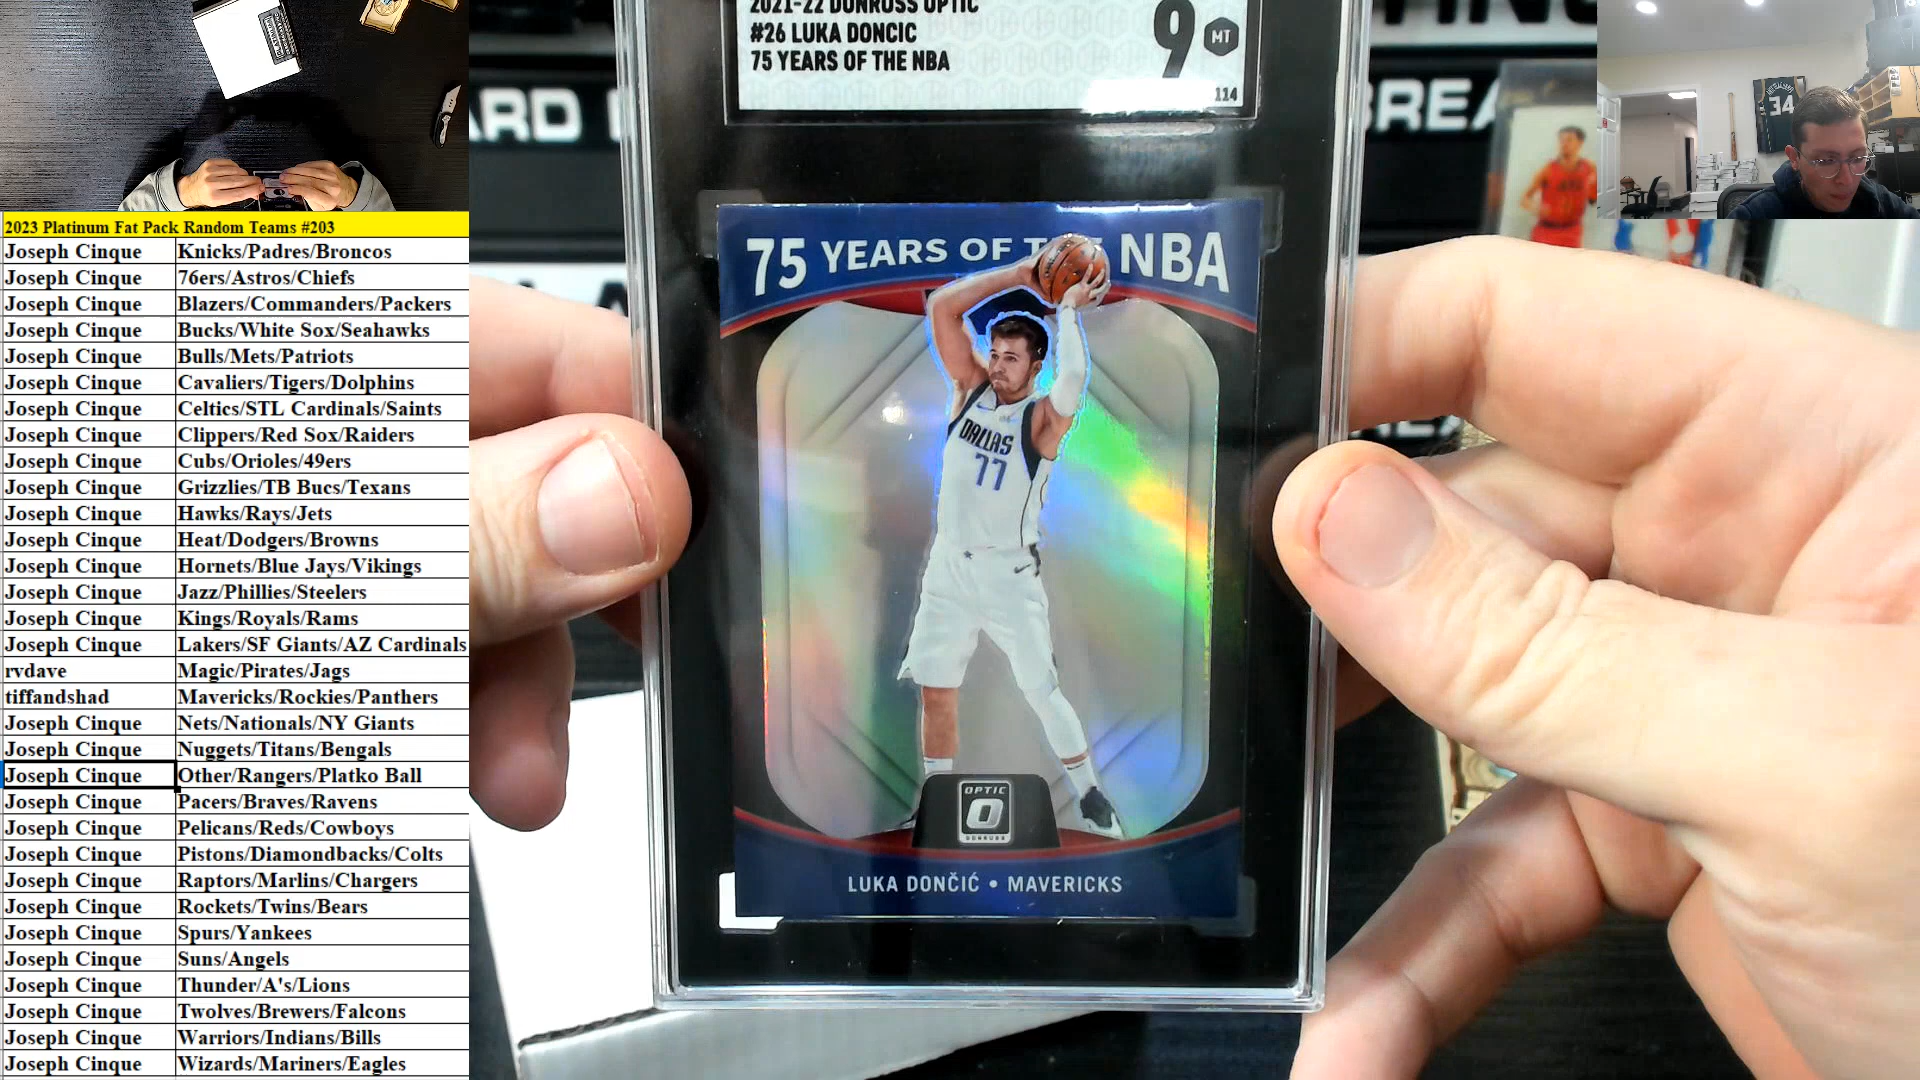 2023 Platinum Fat Pack Random Teams #203
Joseph Cinque Knicks/Padres/Broncos
Joseph Cinque 76ers/Astros/Chiefs
Joseph Cinque Blazers/Commanders/Packers
Joseph Cinque Bucks/White Sox/Seahawks
Joseph Cinque Bulls/Mets/Patriots
Joseph Cinque Cavaliers/Tigers/Dolphins
Joseph Cinque Celtics/STL Cardinals/Saints
Joseph Cinque Clippers/Red Sox/Raiders
Joseph Cinque Cubs/Orioles/49ers
Joseph Cinque Grizzlies/TB Bucs/Texans
Joseph Cinque Hawks/Rays/Jets
Joseph Cinque Heat/Dodgers/Browns
Joseph Cinque Hornets/Blue Jays/Vikings
Joseph Cinque Jazz/Phillies/Steelers
Joseph Cinque Kings/Royals/Rams
Joseph Cinque Lakers/SF Giants/AZ Cardinals
rvdave Magic/Pirates/Jags
tiffandshad Mavericks/Rockies/Panthers
Joseph Cinque Nets/Nationals/NY Giants
Joseph Cinque Nuggets/Titans/Bengals
Joseph Cinque Other/Rangers/Platko Ball
Joseph Cinque Pacers/Braves/Ravens
Joseph Cinque Pelicans/Reds/Cowboys
Joseph Cinque Pistons/Diamondbacks/Colts
Joseph Cinque Raptors/Marlins/Chargers
Joseph Cinque Rockets/Twins/Bears
Joseph Cinque Spurs/Yankees
Joseph Cinque Suns/Angels
Joseph Cinque Thunder/A's/Lions
Joseph Cinque Twolves/Brewers/Falcons
Joseph Cinque Warriors/Indians/Bills
Joseph Cinque Wizards/Mariners/Eagles
2021-22 DONRUSS OPTIC
#26 LUKA DONCIC
75 YEARS OF THE NBA
9 MT
114
75 YEARS OF THE NBA
DALLAS
77
OPTIC
DONRUSS
LUKA DONČIĆ • MAVERICKS
ARD
BREA
34